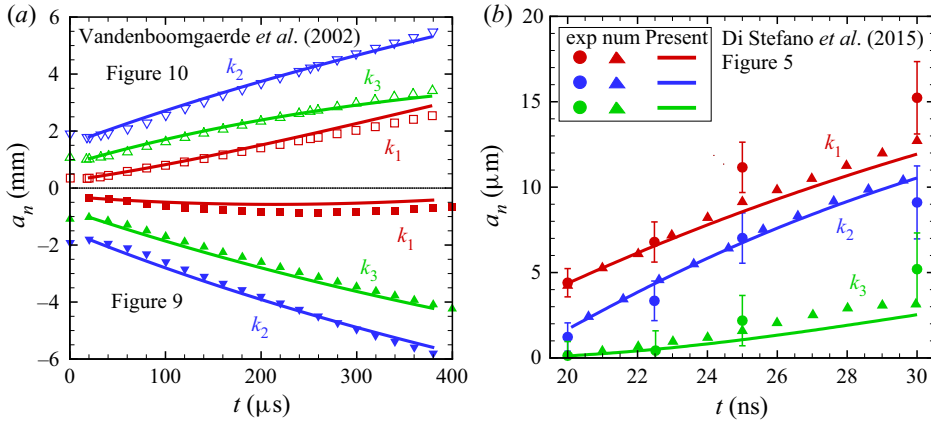 (a)
Vandenboomgaerde et al. (2002)
Figure 10
k2
k3
k1
k1
k3
k2
Figure 9
6
4
2
0
−2
−4
−6
an (mm)
0
100
200
300
400
t (μs)
(b)
Di Stefano et al. (2015)
Figure 5
exp num Present
k1
k2
k3
20
15
10
5
0
an (μm)
20
22
24
26
28
30
t (ns)